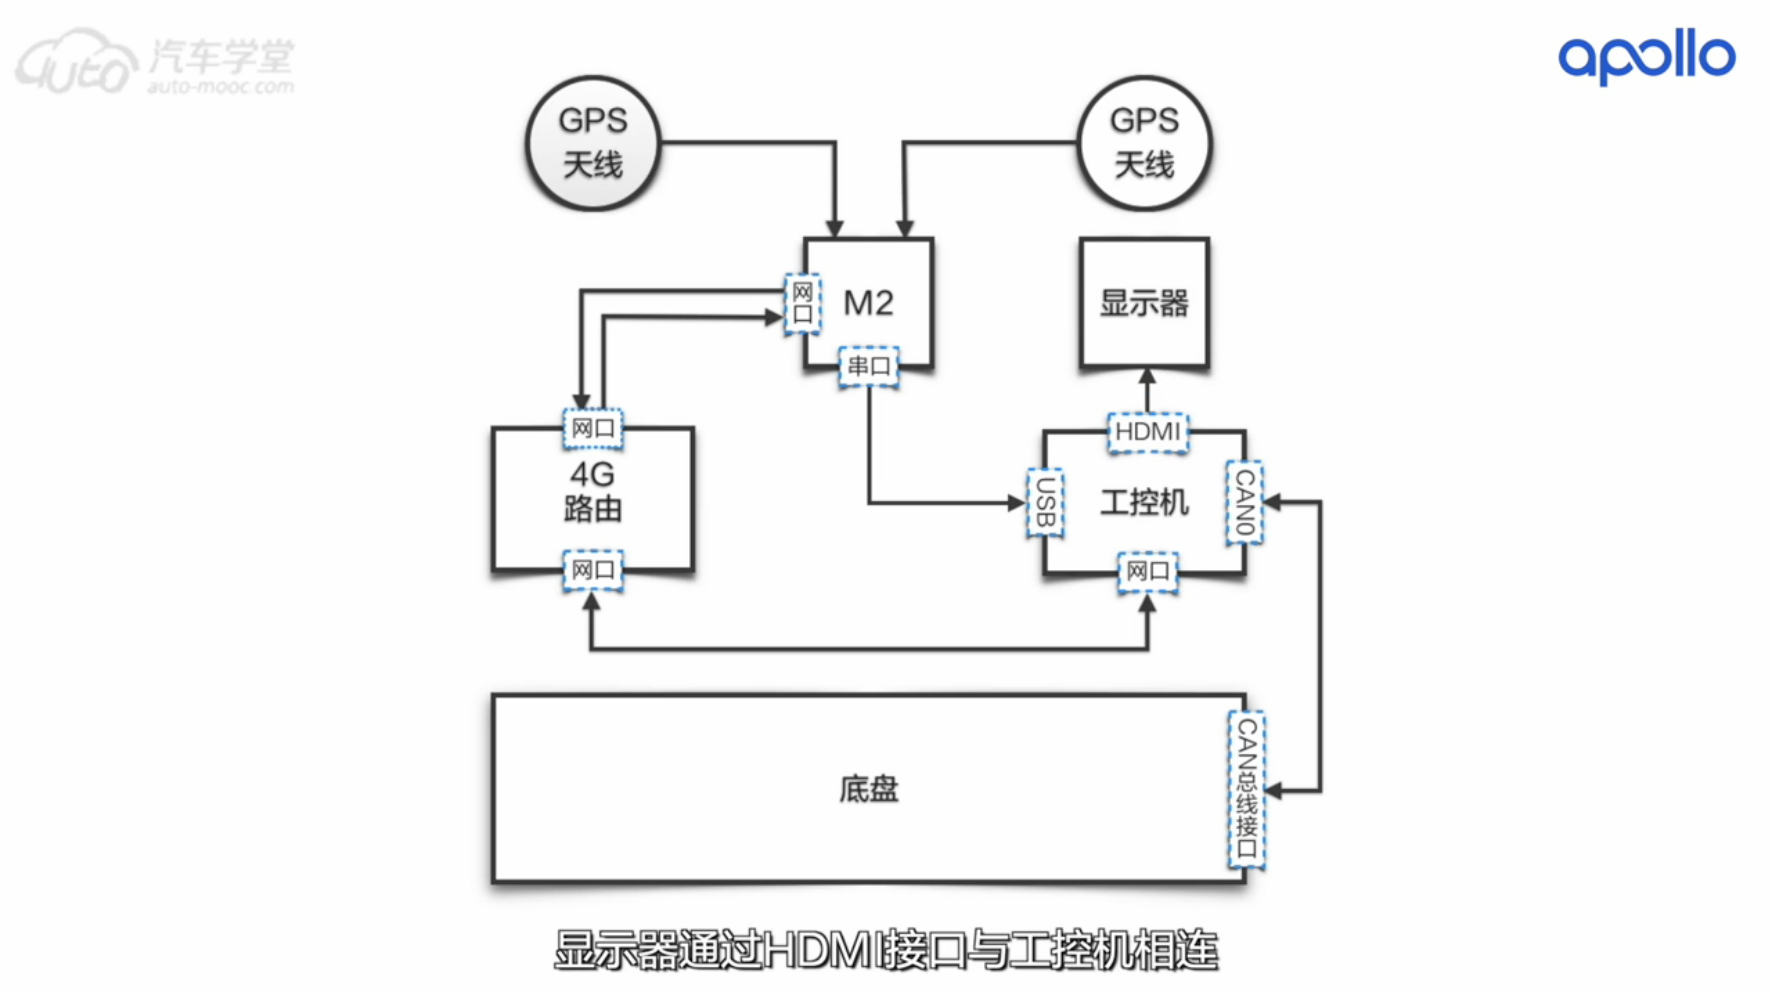 AUTO 汽车学堂
auto-mooc.com
apollo
GPS
天线
GPS
天线
网口
M2
串口
显示器
网口
4G
路由
网口
HDMI
USB
工控机
CAN0
网口
底盘
CAN总线接口
显示器通过HDMI接口与工控机相连